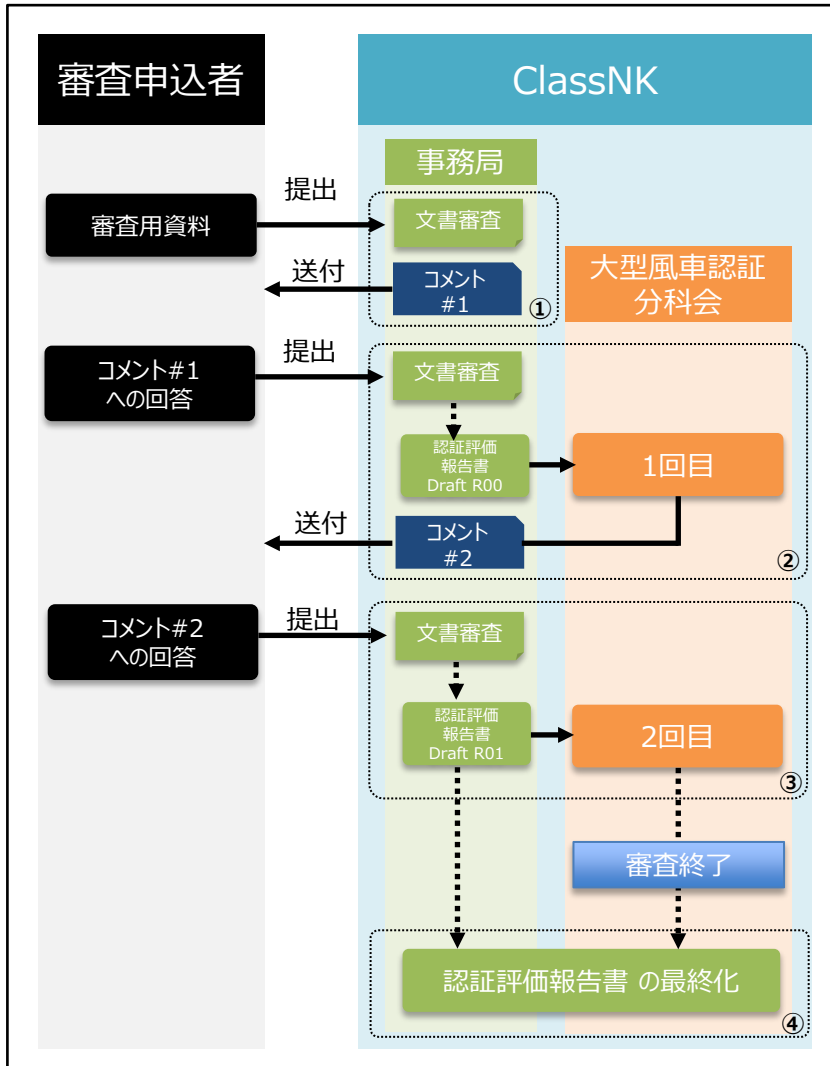 審査申込者
ClassNK
事務局
大型風車認証
分科会
審査用資料
提出
文書審査
送付
コメント
#1
①
コメント#1
への回答
提出
文書審査
認証評価
報告書
Draft R00
1回目
送付
コメント
#2
②
コメント#2
への回答
提出
文書審査
認証評価
報告書
Draft R01
2回目
③
審査終了
認証評価報告書 の最終化
④